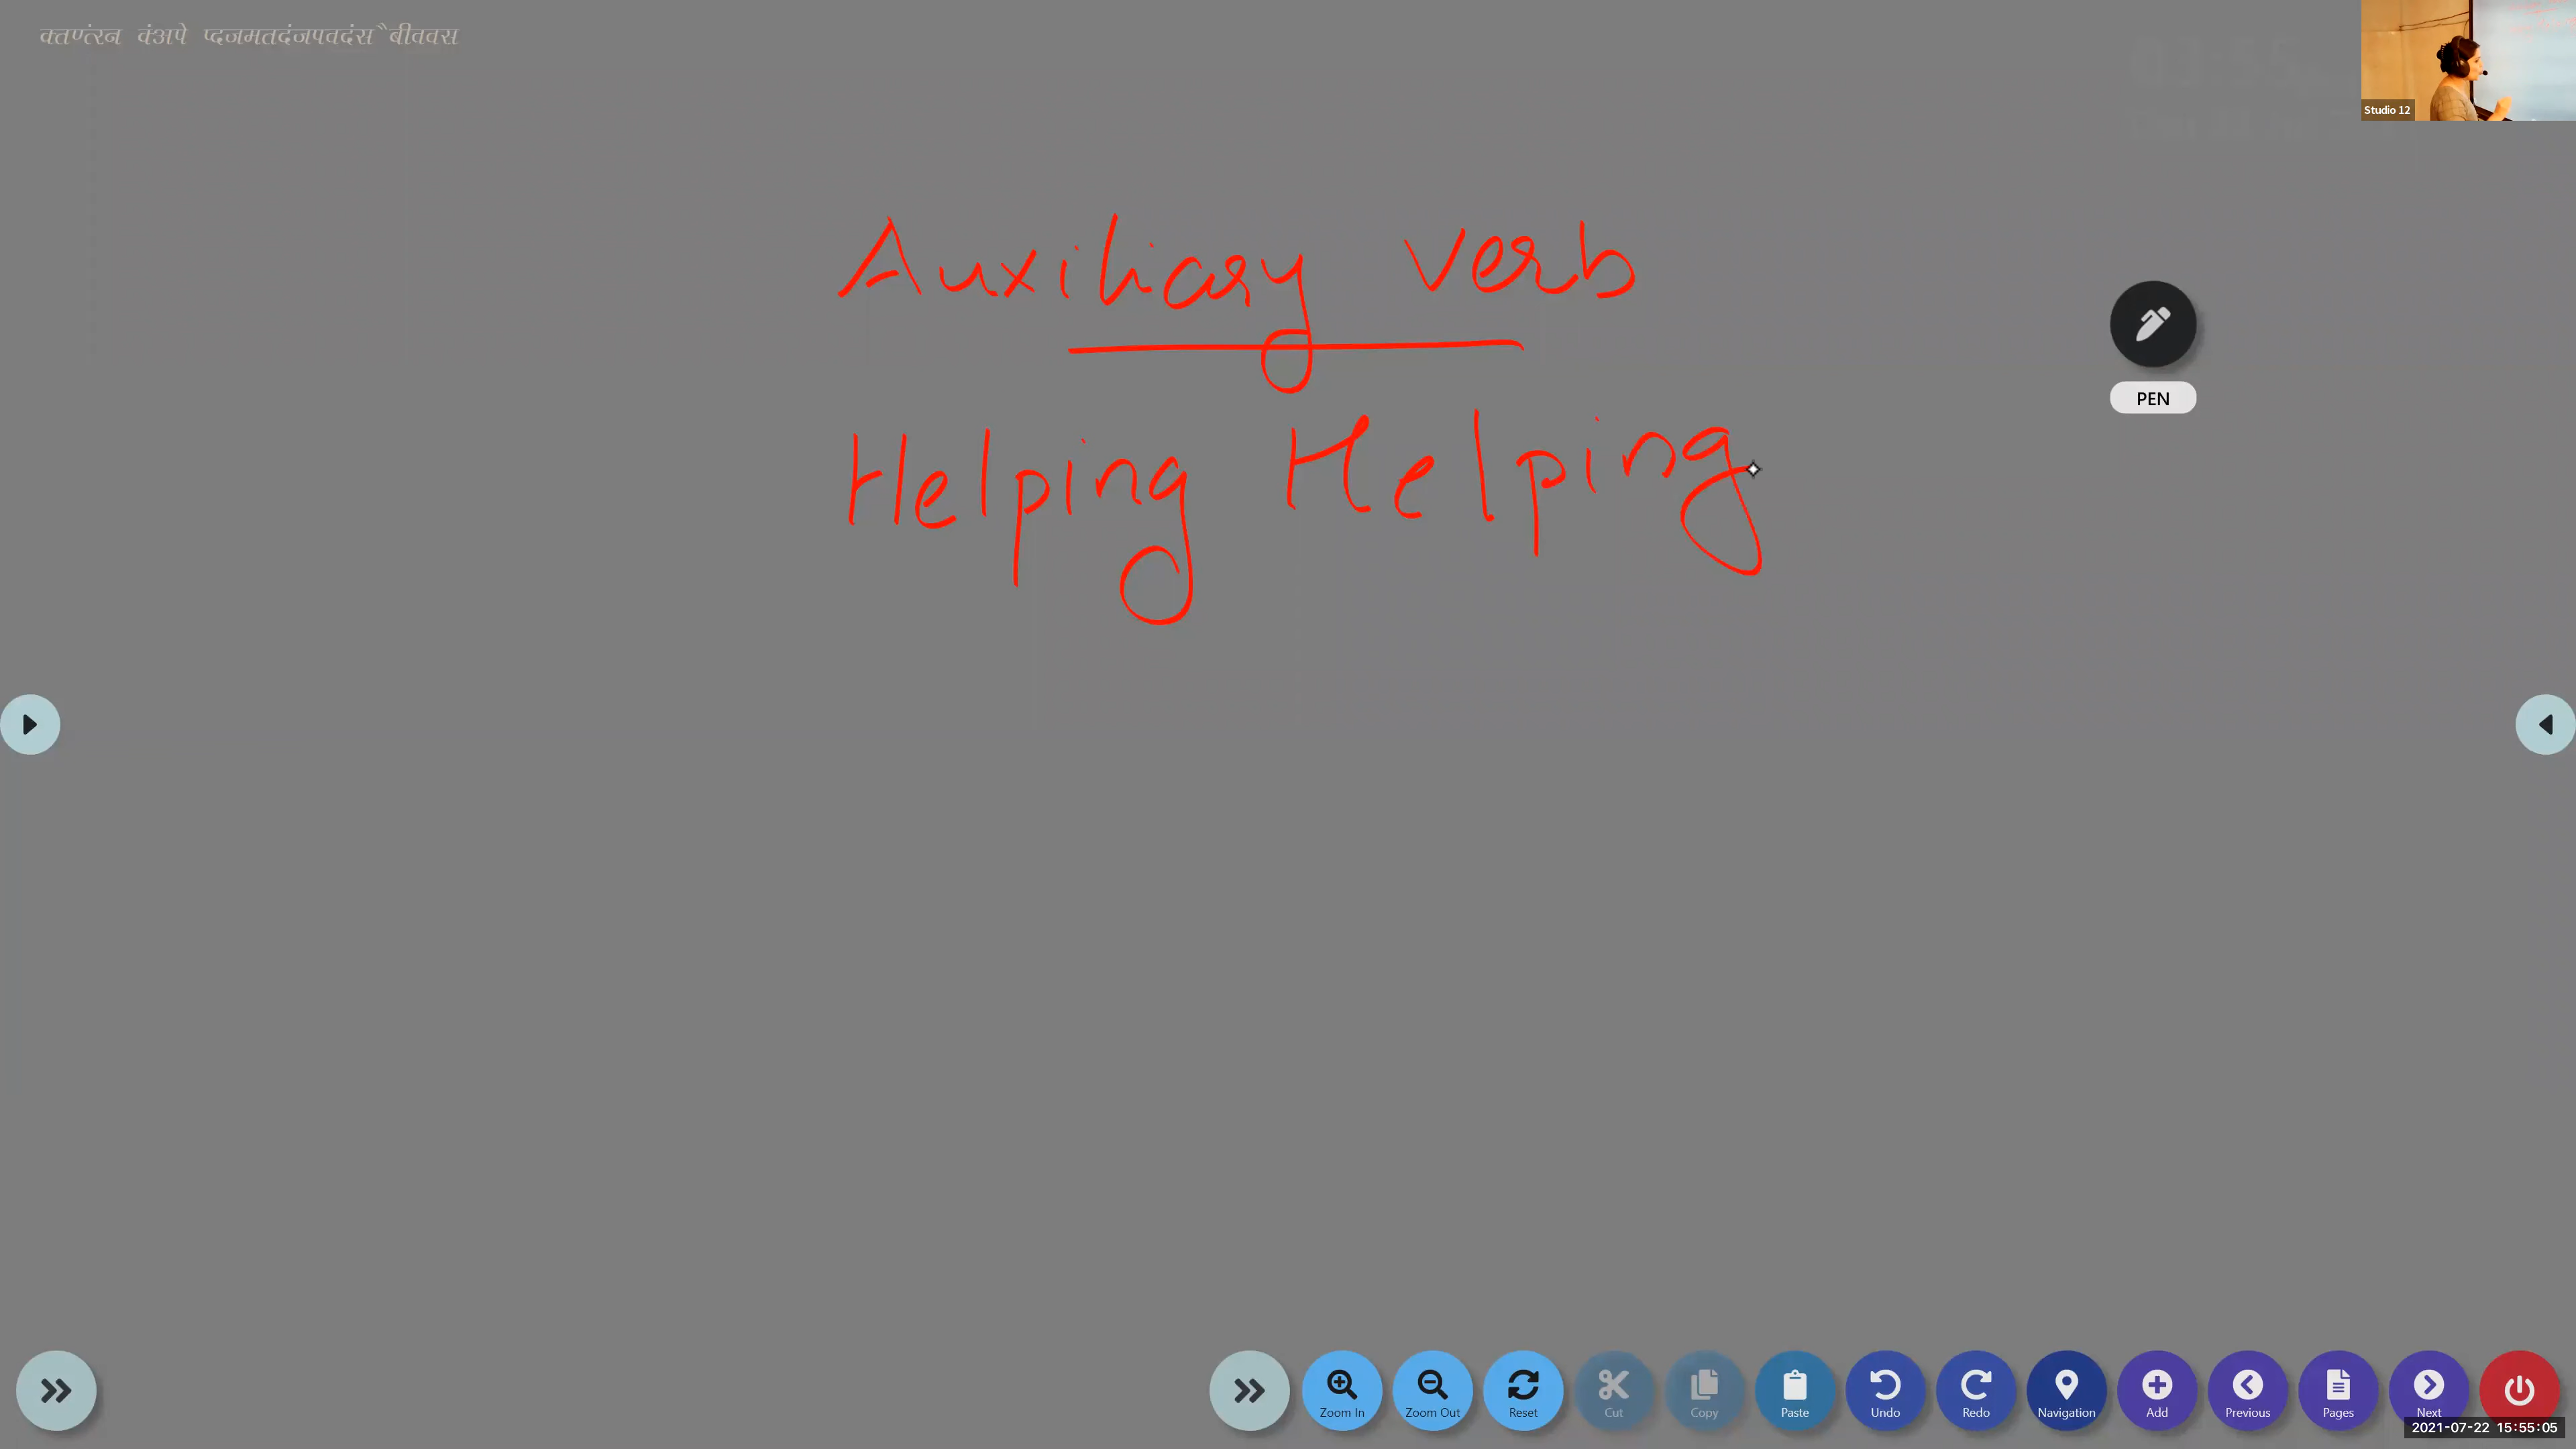 क्तण्त्ंरन वंअपे प्दजमतदंजपवदंस ैबीववस
Studio 12
Auxiliary verb
PEN
Helping Helping
Zoom In Zoom Out Reset Cut Copy Paste Undo Redo Navigation Add Previous Pages Next
2021-07-22 15:55:05